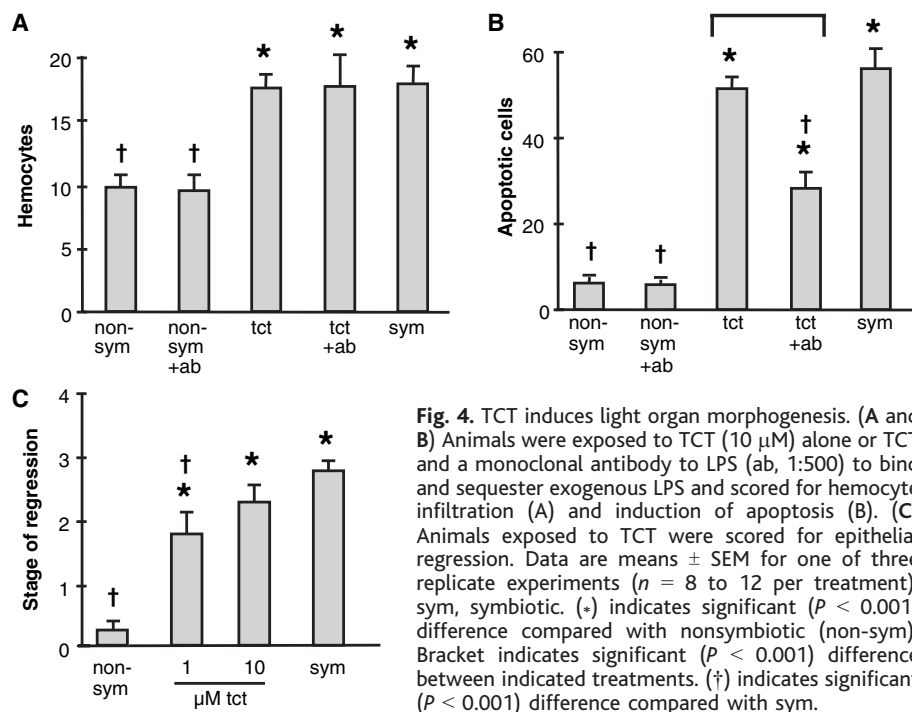 A
Hemocytes
20
15
10
5
0
†
†
*
*
*
non-
sym
non-
sym
+ab
tct
tct
+ab
sym
B
Apoptotic cells
60
40
20
0
†
†
*
†
*
*
non-
sym
non-
sym
+ab
tct
tct
+ab
sym
C
Stage of regression
4
3
2
1
0
†
†
*
*
*
non-
sym
1
10
sym
µM tct
Fig. 4. TCT induces light organ morphogenesis. (A and
B) Animals were exposed to TCT (10 µM) alone or TCT
and a monoclonal antibody to LPS (ab, 1:500) to bind
and sequester exogenous LPS and scored for hemocyte
infiltration (A) and induction of apoptosis (B). (C
Animals exposed to TCT were scored for epithelia
regression. Data are means ± SEM for one of three
replicate experiments (n = 8 to 12 per treatment)
sym, symbiotic. (*) indicates significant (P < 0.001
difference compared with nonsymbiotic (non-sym)
Bracket indicates significant (P < 0.001) difference
between indicated treatments. (†) indicates significant
(P < 0.001) difference compared with sym.